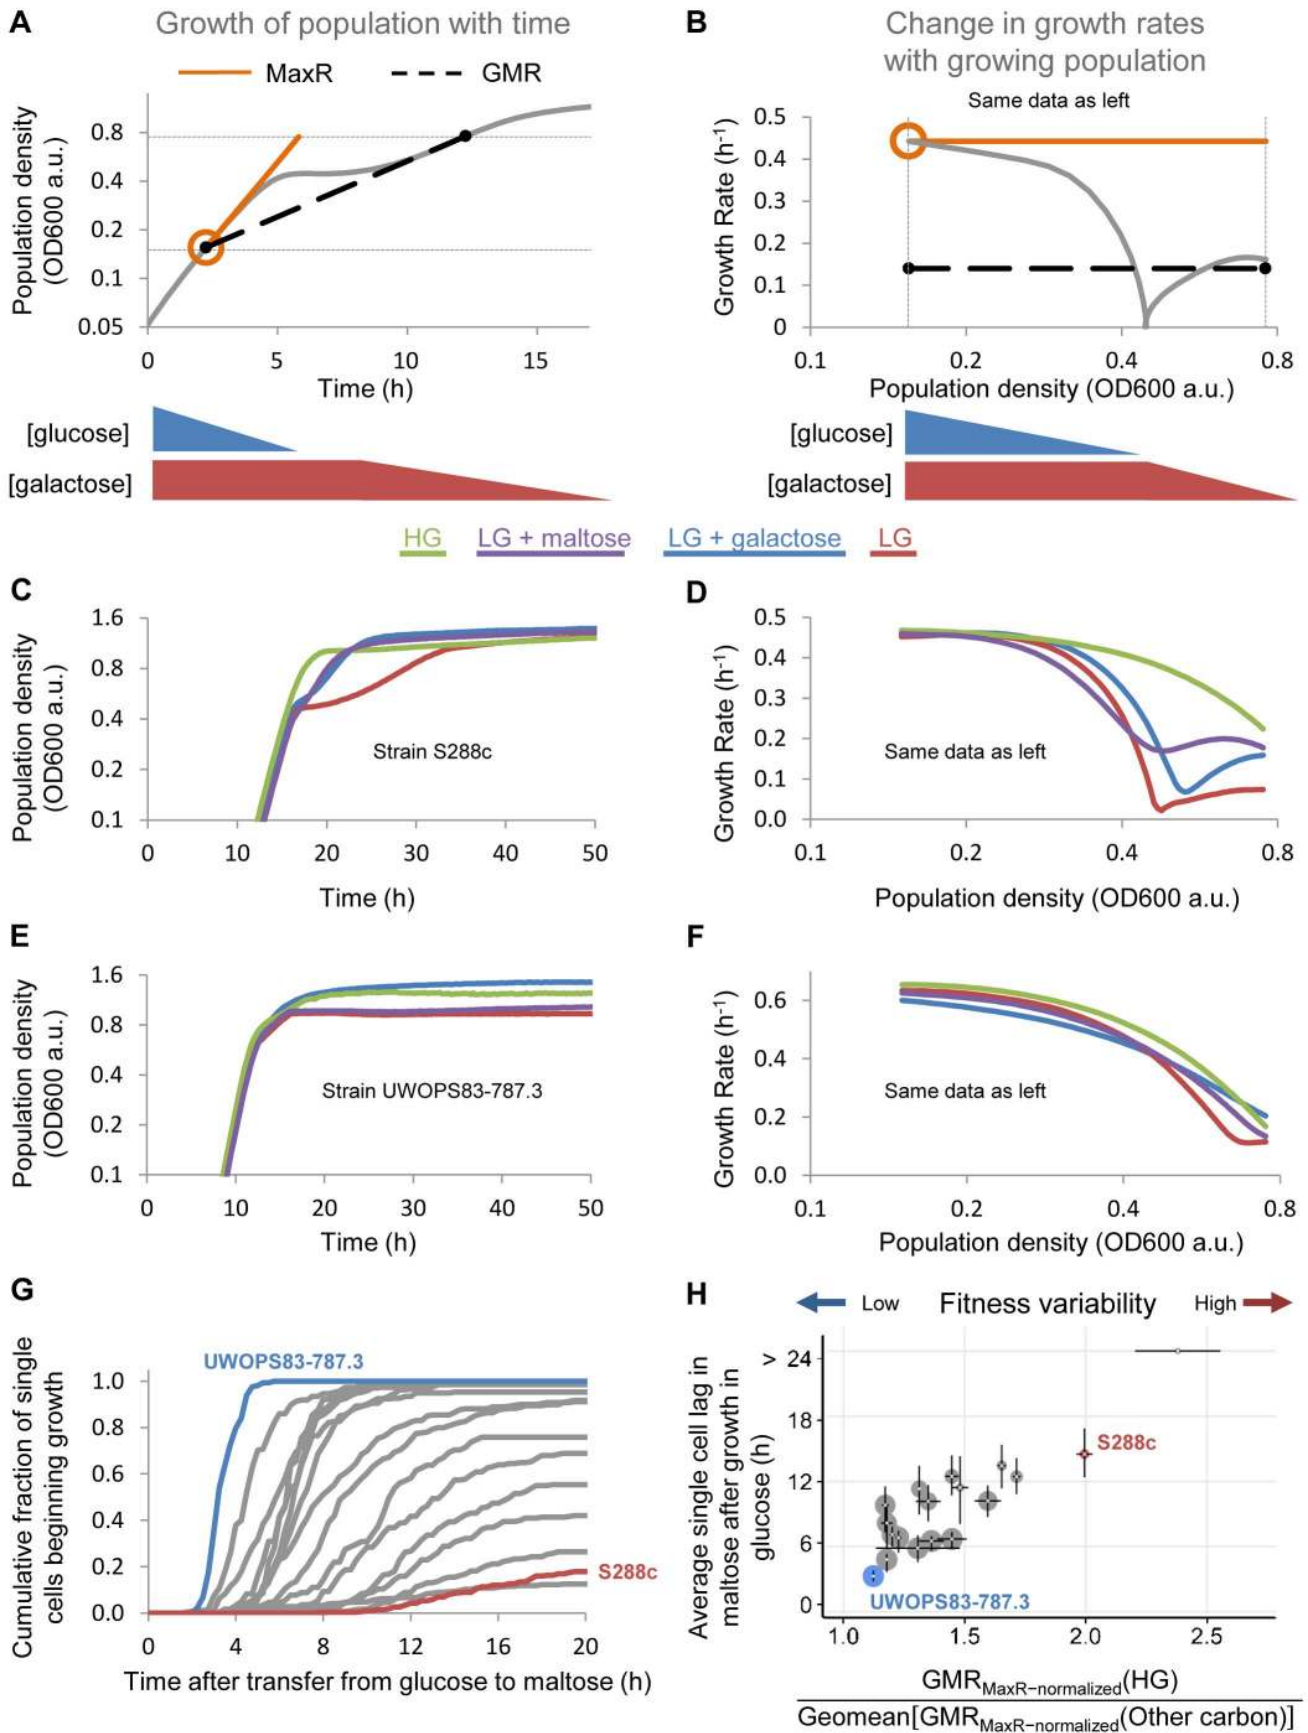 A
Growth of population with time
MaxR
GMR
Population density
(OD600 a.u.)
0.8
0.4
0.2
0.1
0.05
0
5
10
15
Time (h)
[glucose]
[galactose]
B
Change in growth rates
with growing population
Same data as left
Growth Rate (h-1)
0.5
0.4
0.3
0.2
0.1
0
0.1
0.2
0.4
0.8
Population density (OD600 a.u.)
[glucose]
[galactose]
HG
LG + maltose
LG + galactose
LG
C
Population density
(OD600 a.u.)
1.6
0.8
0.4
0.2
0.1
Strain S288c
0
10
20
30
40
50
Time (h)
D
Growth Rate (h-1)
0.5
0.4
0.3
0.2
0.1
0.0
Same data as left
0.1
0.2
0.4
0.8
Population density (OD600 a.u.)
E
Population density
(OD600 a.u.)
1.6
0.8
0.4
0.2
0.1
Strain UWOPS83-787.3
0
10
20
30
40
50
Time (h)
F
Growth Rate (h-1)
0.6
0.4
0.2
0.0
Same data as left
0.1
0.2
0.4
0.8
Population density (OD600 a.u.)
G
Cumulative fraction of single
cells beginning growth
UWOPS83-787.3
1.0
0.8
0.6
0.4
0.2
0.0
S288c
0
4
8
12
16
20
Time after transfer from glucose to maltose (h)
H
Low
Fitness variability
High
Average single cell lag in
maltose after growth in
glucose (h)
> 24
18
12
6
0
S288c
UWOPS83-787.3
1.0
1.5
2.0
2.5
GMRMaxR−normalized(HG)
Geomean[GMRMaxR−normalized(Other carbon)]